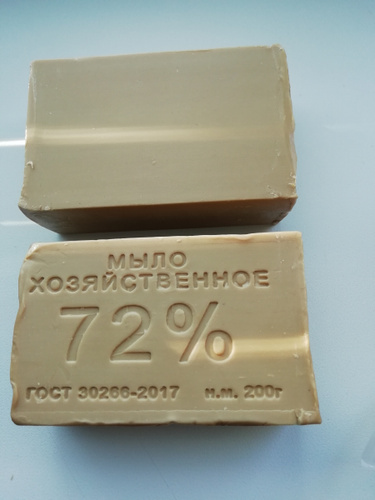 МЫЛО
ХОЗЯЙСТВЕННОЕ
72%
ГОСТ 30266-2017 н.м. 200г